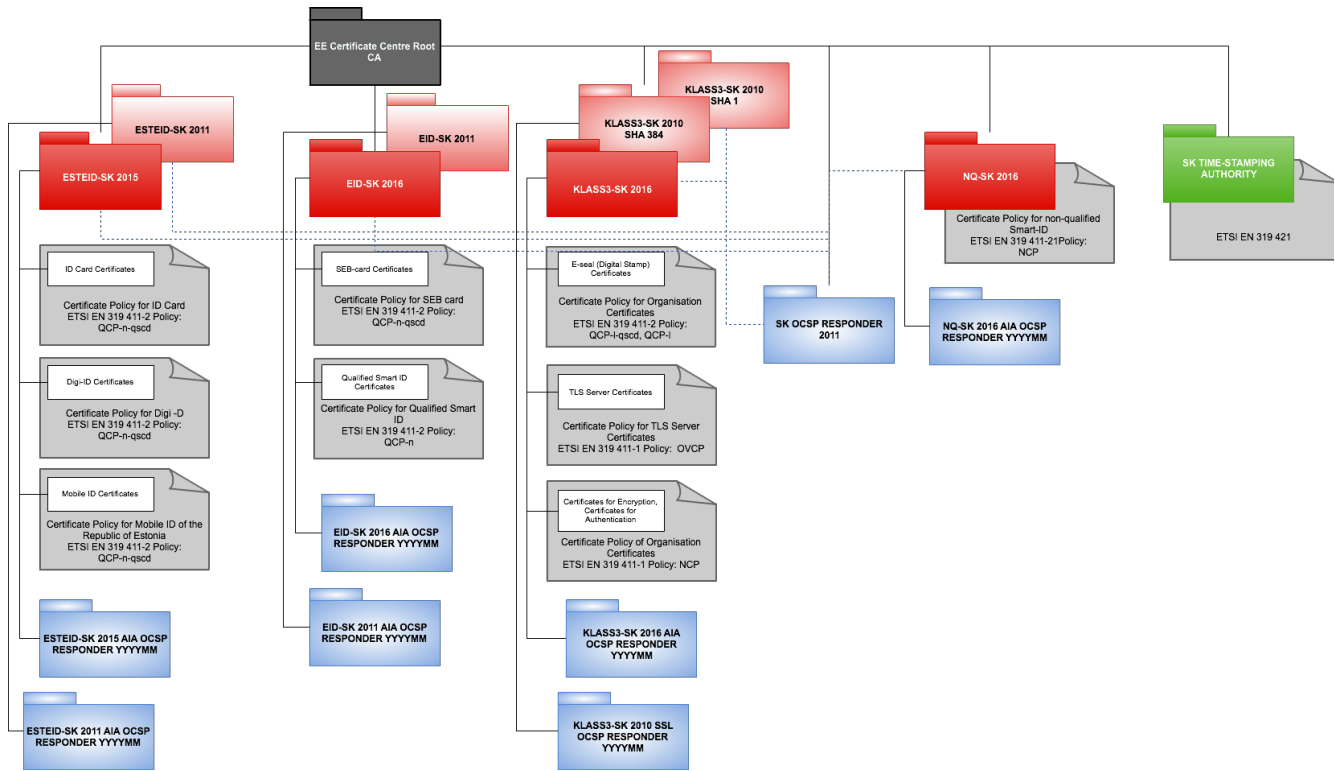 EE Certificate Centre Root
CA
ESTEID-SK 2011
ESTEID-SK 2015
ID Card Certificates
Certificate Policy for ID Card
ETSI EN 319 411-2 Policy:
QCP-n-qscd
Digi-ID Certificates
Certificate Policy for Digi -D
ETSI EN 319 411-2 Policy:
QCP-n-qscd
Mobile ID Certificates
Certificate Policy for Mobile ID of the
Republic of Estonia
ETSI EN 319 411-2 Policy:
QCP-n-qscd
ESTEID-SK 2015 AIA OCSP
RESPONDER YYYYMM
ESTEID-SK 2011 AIA OCSP
RESPONDER YYYYMM
EID-SK 2011
EID-SK 2016
SEB-card Certificates
Certificate Policy for SEB card
ETSI EN 319 411-2 Policy:
QCP-n-qscd
Qualified Smart ID
Certificates
Certificate Policy for Qualified Smart
ID
ETSI EN 319 411-2 Policy:
QCP-n
EID-SK 2016 AIA OCSP
RESPONDER YYYYMM
EID-SK 2011 AIA OCSP
RESPONDER YYYYMM
KLASS3-SK 2010
SHA 1
KLASS3-SK 2010
SHA 384
KLASS3-SK 2016
E-seal (Digital Stamp)
Certificates
Certificate Policy for Organisation
Certificates
ETSI EN 319 411-2 Policy:
QCP-l-qscd, QCP-l
TLS Server Certificates
Certificate Policy for TLS Server
Certificates
ETSI EN 319 411-1 Policy: OVCP
Certificates for Encryption,
Certificates for
Authentication
Certificate Policy of Organisation
Certificates
ETSI EN 319 411-1 Policy: NCP
KLASS3-SK 2016 AIA
OCSP RESPONDER
YYYYMM
KLASS3-SK 2010 SSL
OCSP RESPONDER
YYYYMM
SK OCSP RESPONDER
2011
NQ-SK 2016
Certificate Policy for non-qualified
Smart-ID
ETSI EN 319 411-21Policy:
NCP
NQ-SK 2016 AIA OCSP
RESPONDER YYYYMM
SK TIME-STAMPING
AUTHORITY
ETSI EN 319 421